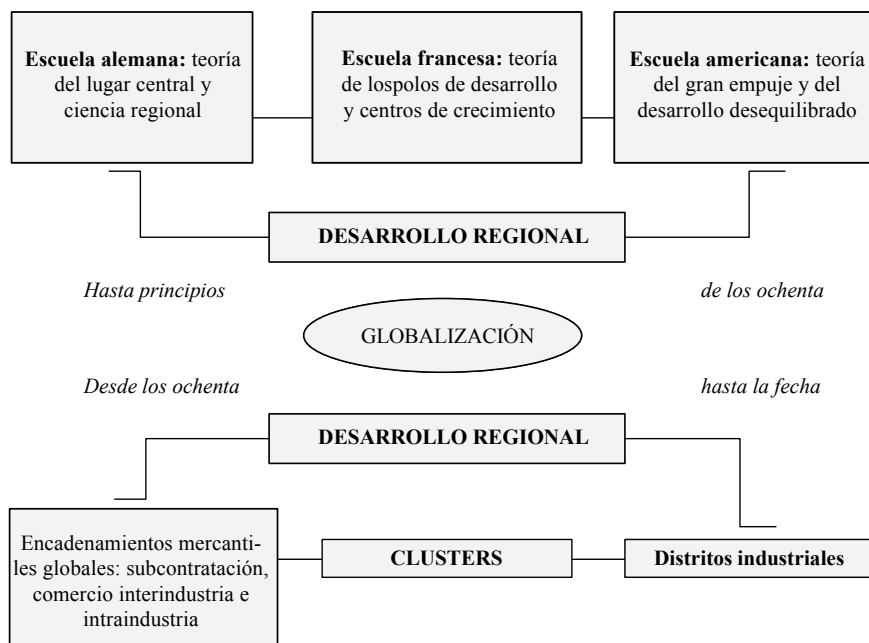 Escuela alemana: teoría
del lugar central y
ciencia regional
Escuela francesa: teoría
de lospolos de desarrollo
y centros de crecimiento
Escuela americana: teoría
del gran empuje y del
desarrollo desequilibrado
DESARROLLO REGIONAL
Hasta principios
de los ochenta
GLOBALIZACIÓN
Desde los ochenta
hasta la fecha
DESARROLLO REGIONAL
Encadenamientos mercanti-
les globales: subcontratación,
comercio interindustria e
intraindustria
CLUSTERS
Distritos industriales